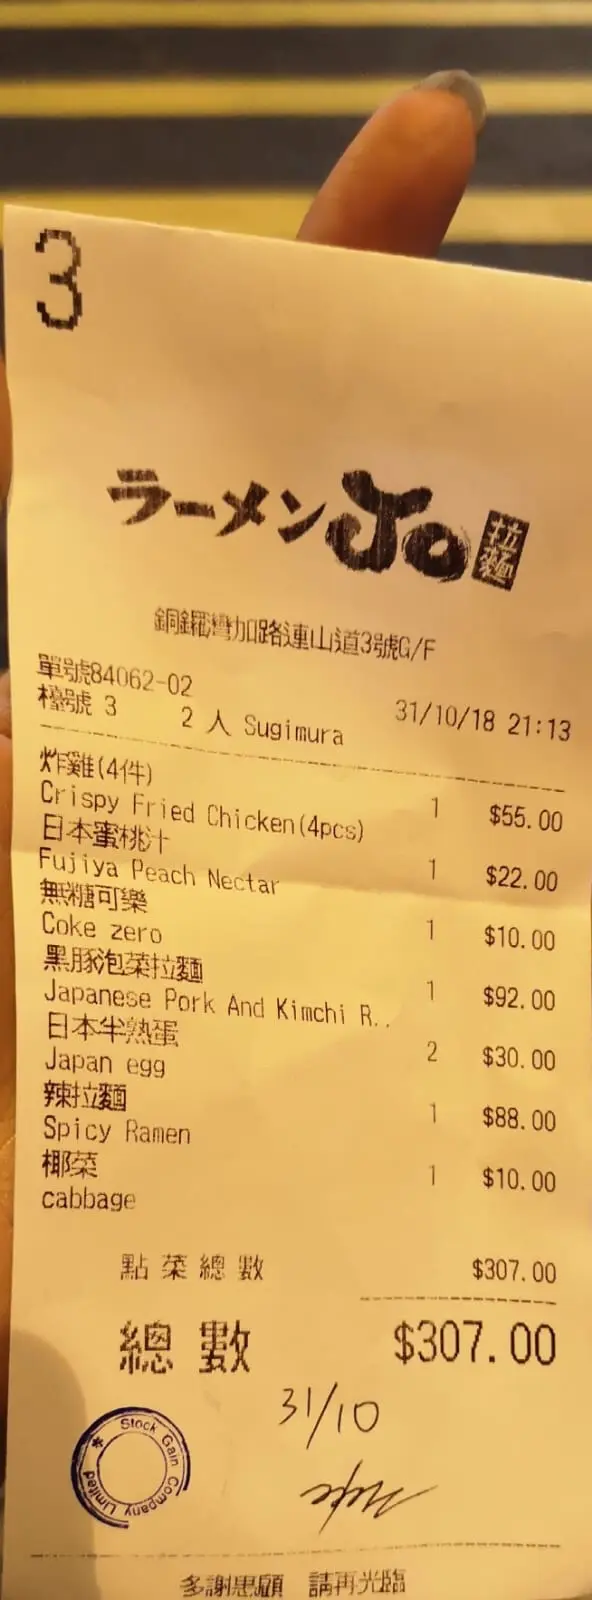 3
ラーメン Jo 拉麵
銅鑼灣加路連山道3號G/F
單號84062-02
檯號 3 2 人 Sugimura 31/10/18 21:13
炸雞(4件)
Crispy Fried Chicken(4pcs) 1 $55.00
日本蜜桃汁
Fujiya Peach Nectar 1 $22.00
無糖可樂
Coke zero 1 $10.00
黑豚泡菜拉麵
Japanese Pork And Kimchi R.. 1 $92.00
日本半熟蛋
Japan egg 2 $30.00
辣拉麵
Spicy Ramen 1 $88.00
椰菜
cabbage 1 $10.00
點菜總數 $307.00
總數 $307.00
31/10
Stock Gain Company Limited *
多謝惠顧 請再光臨